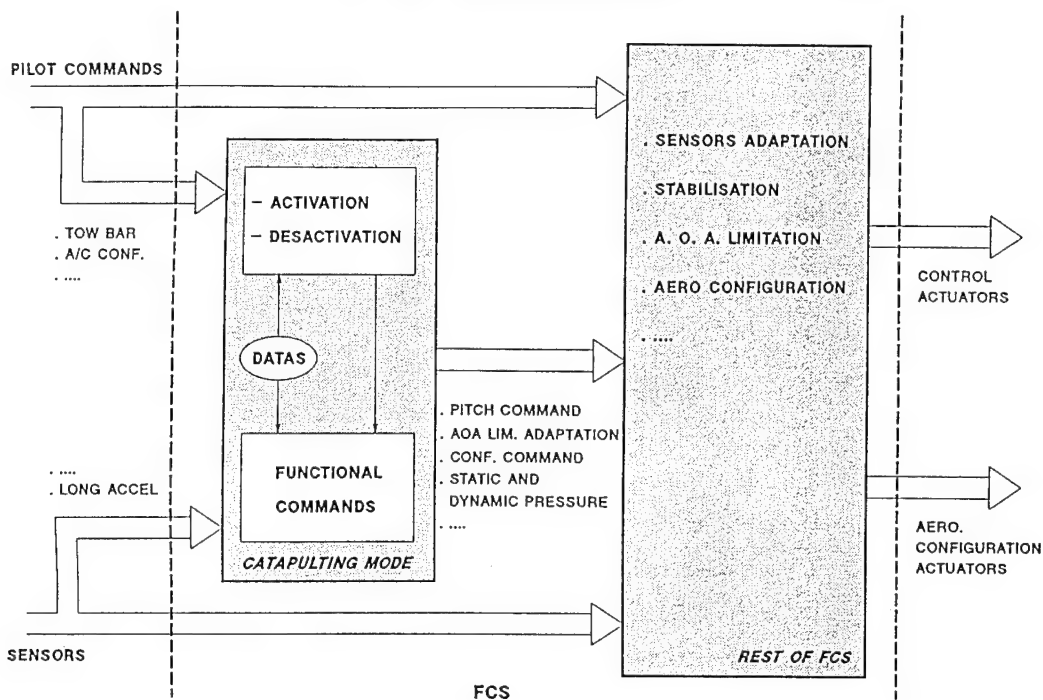 PILOT COMMANDS
. TOW BAR
. A/C CONF.
. ....
– ACTIVATION
– DESACTIVATION
DATAS
FUNCTIONAL
COMMANDS
CATAPULTING MODE
. ....
. LONG ACCEL
SENSORS
. PITCH COMMAND
. AOA LIM. ADAPTATION
. CONF. COMMAND
. STATIC AND
DYNAMIC PRESSURE
. ....
. SENSORS ADAPTATION
. STABILISATION
. A. O. A. LIMITATION
. AERO CONFIGURATION
. ....
REST OF FCS
CONTROL
ACTUATORS
AERO.
CONFIGURATION
ACTUATORS
FCS